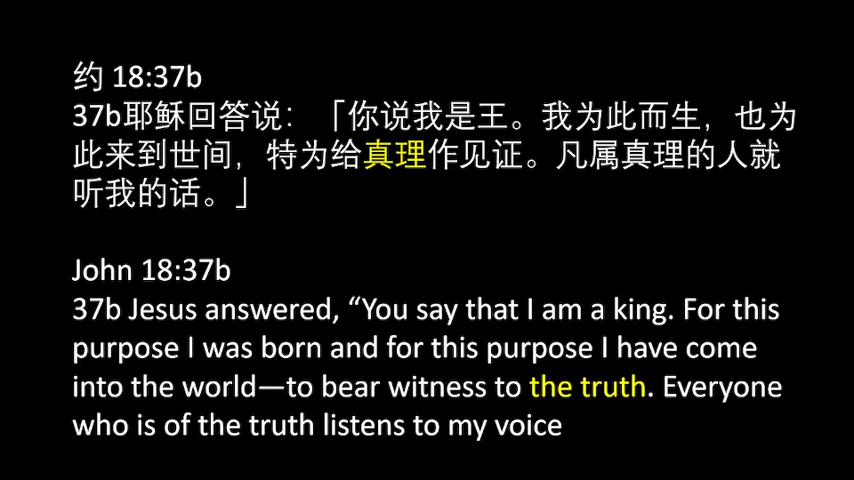 约 18:37b
37b耶稣回答说：「你说我是王。我为此而生，也为
此来到世间，特为给真理作见证。凡属真理的人就
听我的话。」
John 18:37b
37b Jesus answered, “You say that I am a king. For this
purpose I was born and for this purpose I have come
into the world—to bear witness to the truth. Everyone
who is of the truth listens to my voice